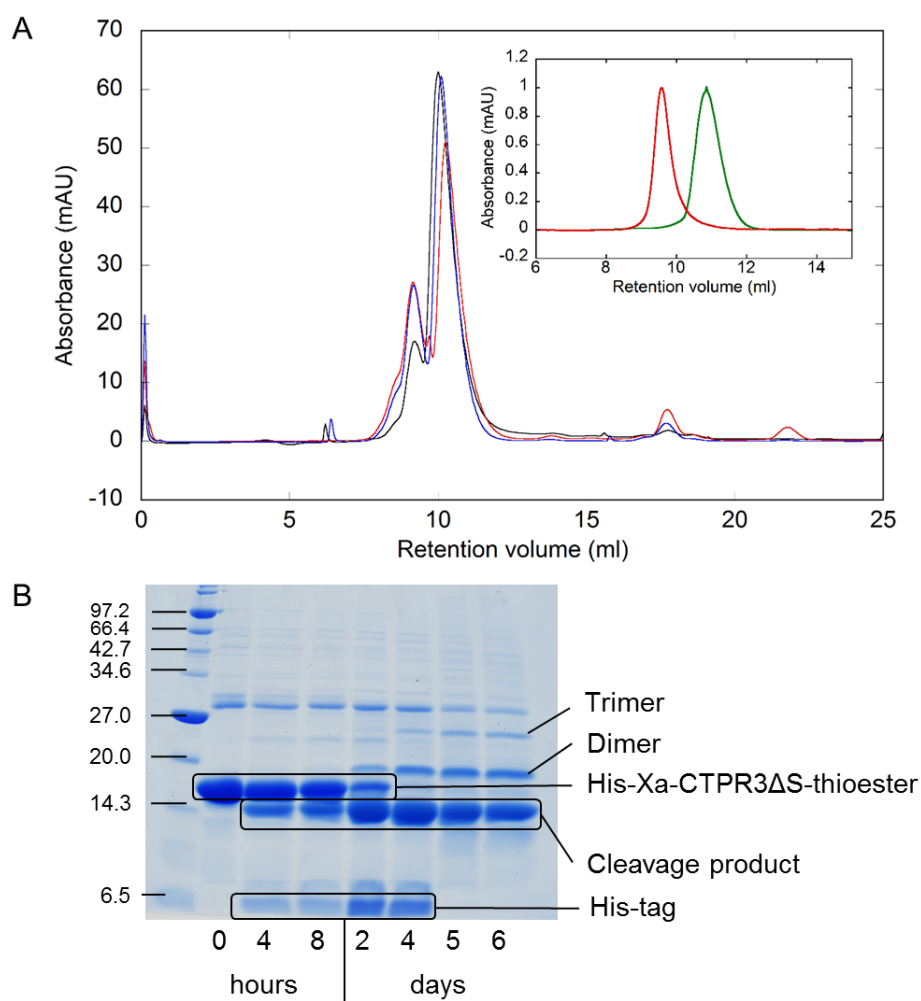 A
70
60
50
40
30
20
10
0
-10
Absorbance (mAU)
0 5 10 15 20 25
Retention volume (ml)
1.2
1
0.8
0.6
0.4
0.2
0
-0.2
Absorbance (mAU)
6 8 10 12 14
Retention volume (ml)
B
97.2
66.4
42.7
34.6
27.0
20.0
14.3
6.5
Trimer
Dimer
His-Xa-CTPR3ΔS-thioester
Cleavage product
His-tag
0 4 8 2 4 5 6
hours days